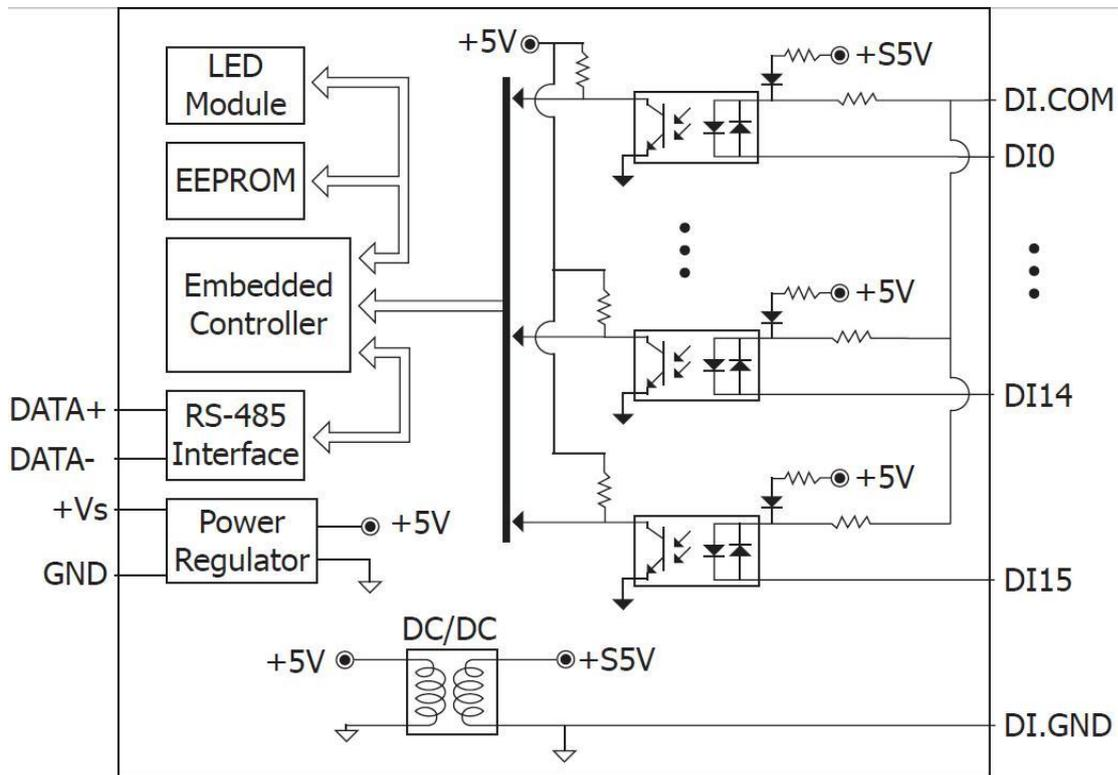 LED
Module
EEPROM
Embedded
Controller
DATA+
DATA-
RS-485
Interface
+Vs
GND
Power
Regulator
+5V
+5V
+S5V
DI.COM
DI0
+5V
DI14
+5V
DI15
DC/DC
+5V
+S5V
DI.GND